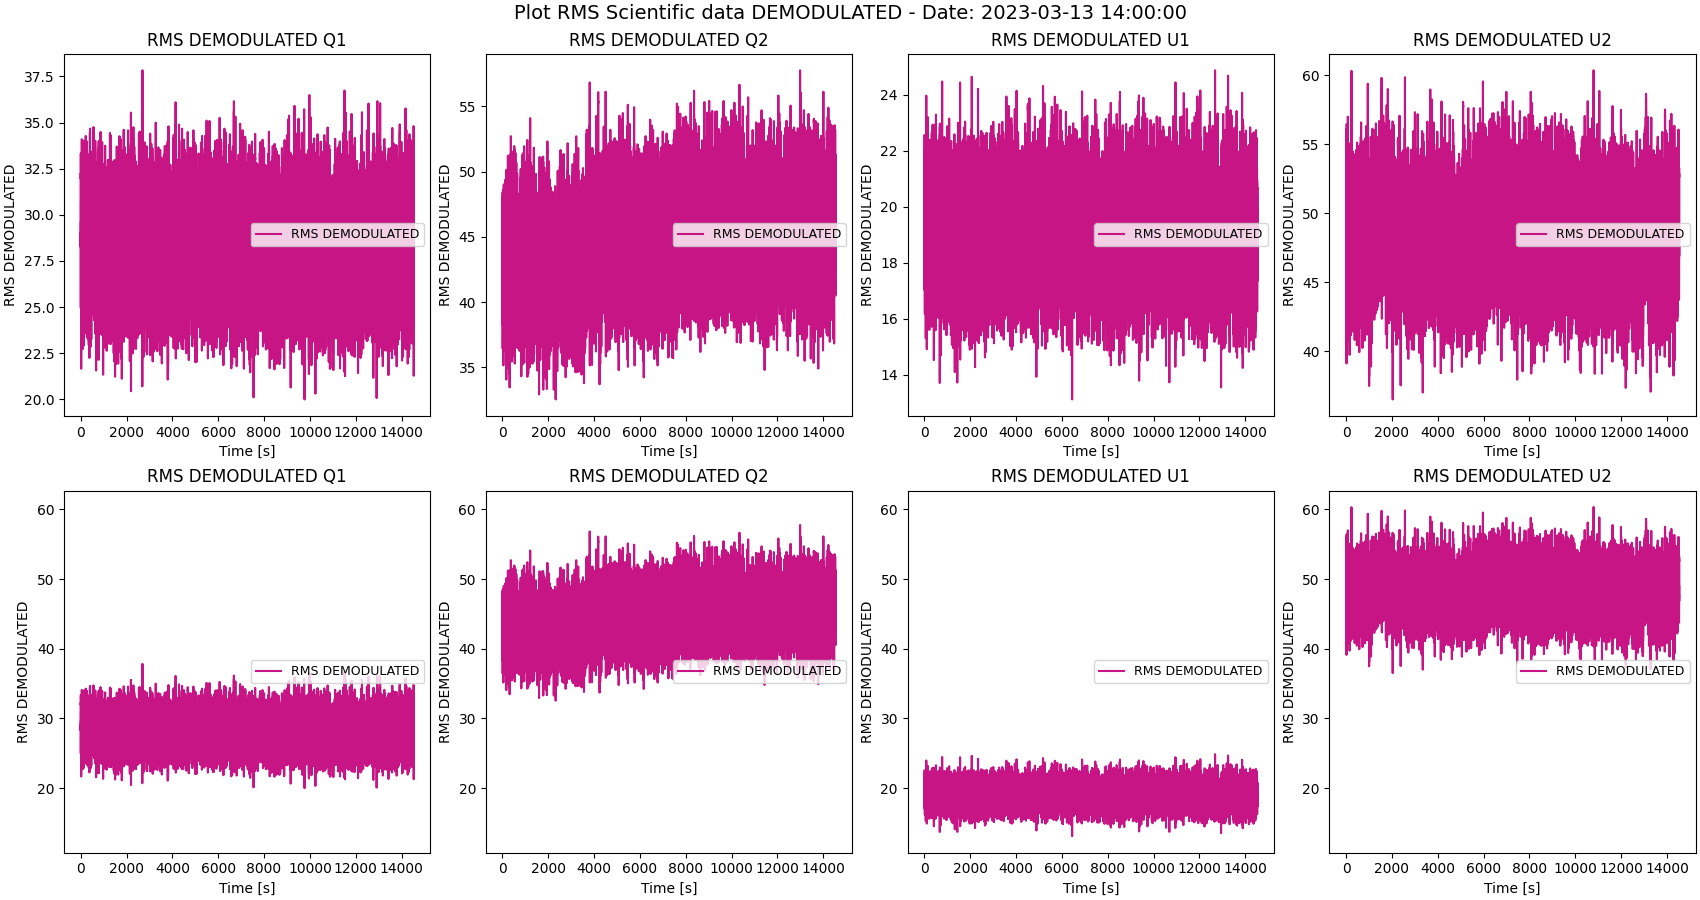 Plot RMS Scientific data DEMODULATED - Date: 2023-03-13 14:00:00
RMS DEMODULATED Q1
RMS DEMODULATED
37.5
35.0
32.5
30.0
27.5
25.0
22.5
20.0
RMS DEMODULATED
0 2000 4000 6000 8000 10000 12000 14000
Time [s]
RMS DEMODULATED Q2
RMS DEMODULATED
55
50
45
40
35
RMS DEMODULATED
0 2000 4000 6000 8000 10000 12000 14000
Time [s]
RMS DEMODULATED U1
RMS DEMODULATED
24
22
20
18
16
14
RMS DEMODULATED
0 2000 4000 6000 8000 10000 12000 14000
Time [s]
RMS DEMODULATED U2
RMS DEMODULATED
60
55
50
45
40
RMS DEMODULATED
0 2000 4000 6000 8000 10000 12000 14000
Time [s]
RMS DEMODULATED Q1
RMS DEMODULATED
60
50
40
30
20
RMS DEMODULATED
0 2000 4000 6000 8000 10000 12000 14000
Time [s]
RMS DEMODULATED Q2
RMS DEMODULATED
60
50
40
30
20
RMS DEMODULATED
0 2000 4000 6000 8000 10000 12000 14000
Time [s]
RMS DEMODULATED U1
RMS DEMODULATED
60
50
40
30
20
RMS DEMODULATED
0 2000 4000 6000 8000 10000 12000 14000
Time [s]
RMS DEMODULATED U2
RMS DEMODULATED
60
50
40
30
20
RMS DEMODULATED
0 2000 4000 6000 8000 10000 12000 14000
Time [s]